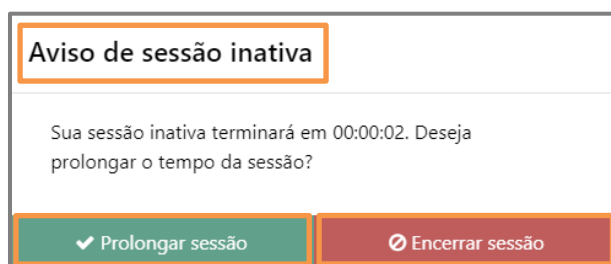 Aviso de sessão inativa
Sua sessão inativa terminará em 00:00:02. Deseja
prolongar o tempo da sessão?
Prolongar sessão
Encerrar sessão